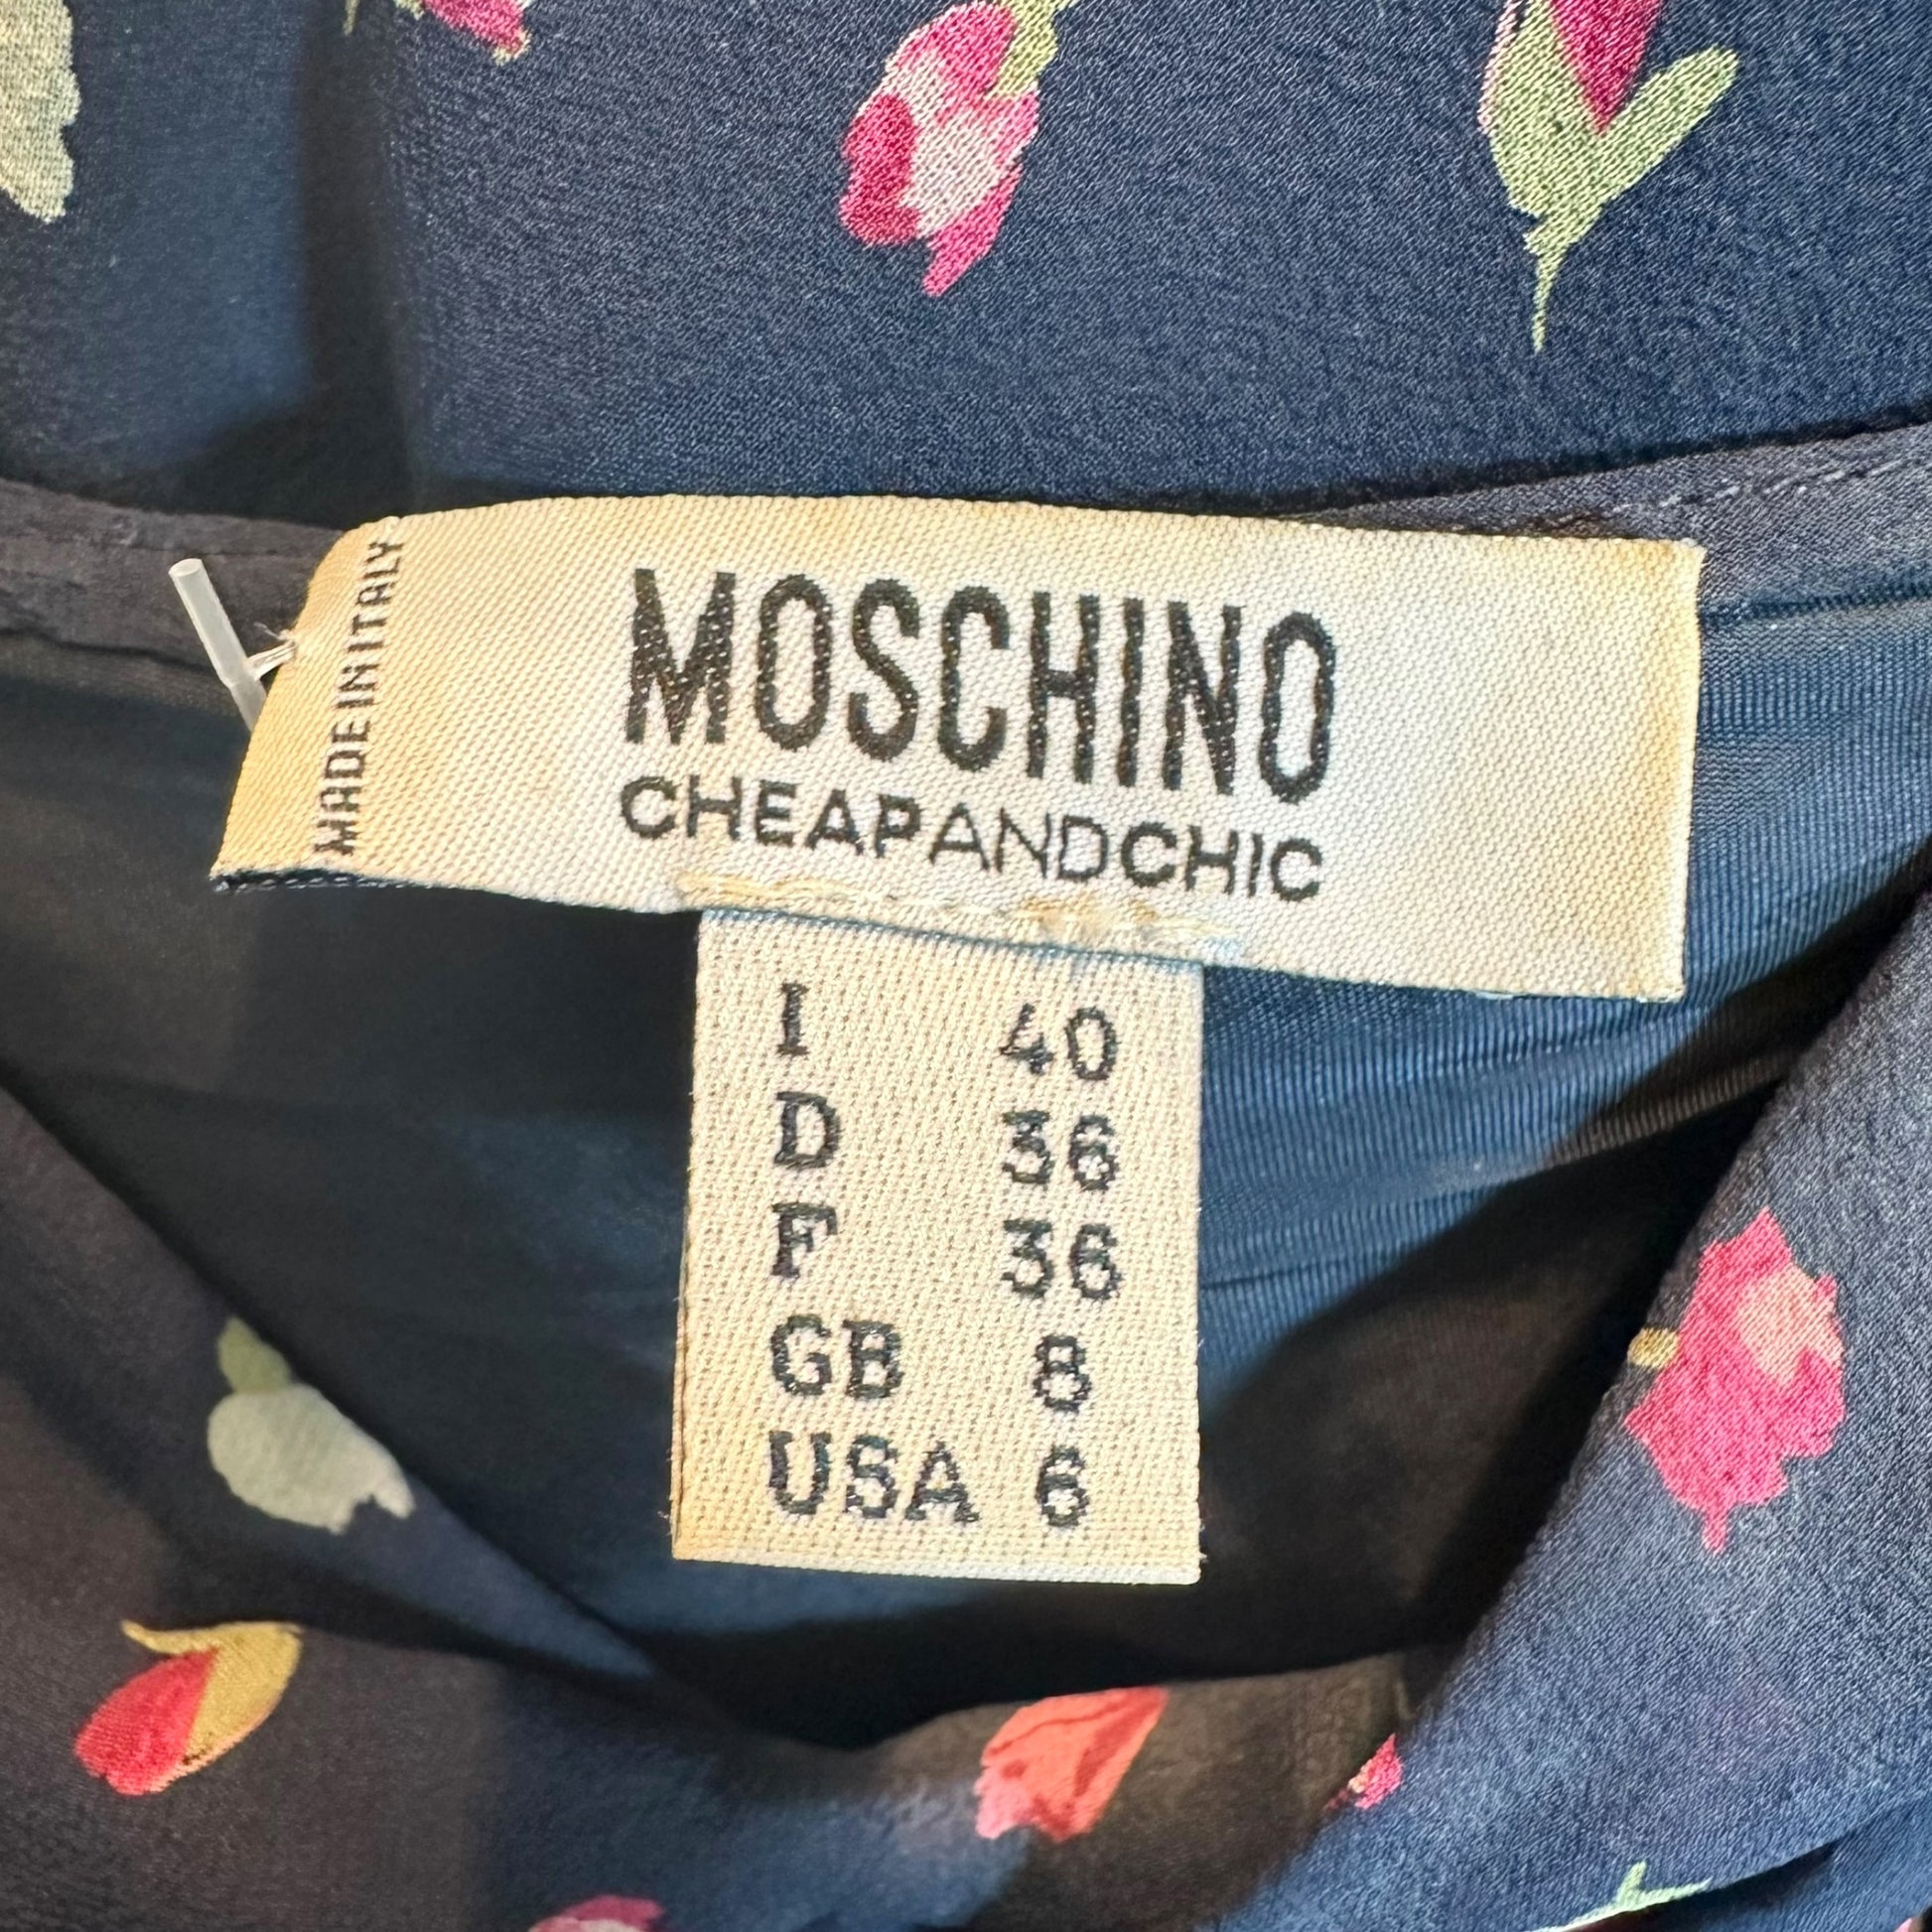 MADE IN ITALY
MOSCHINO
CHEAPANDCHIC
I 40
D 36
F 36
GB 8
USA 6